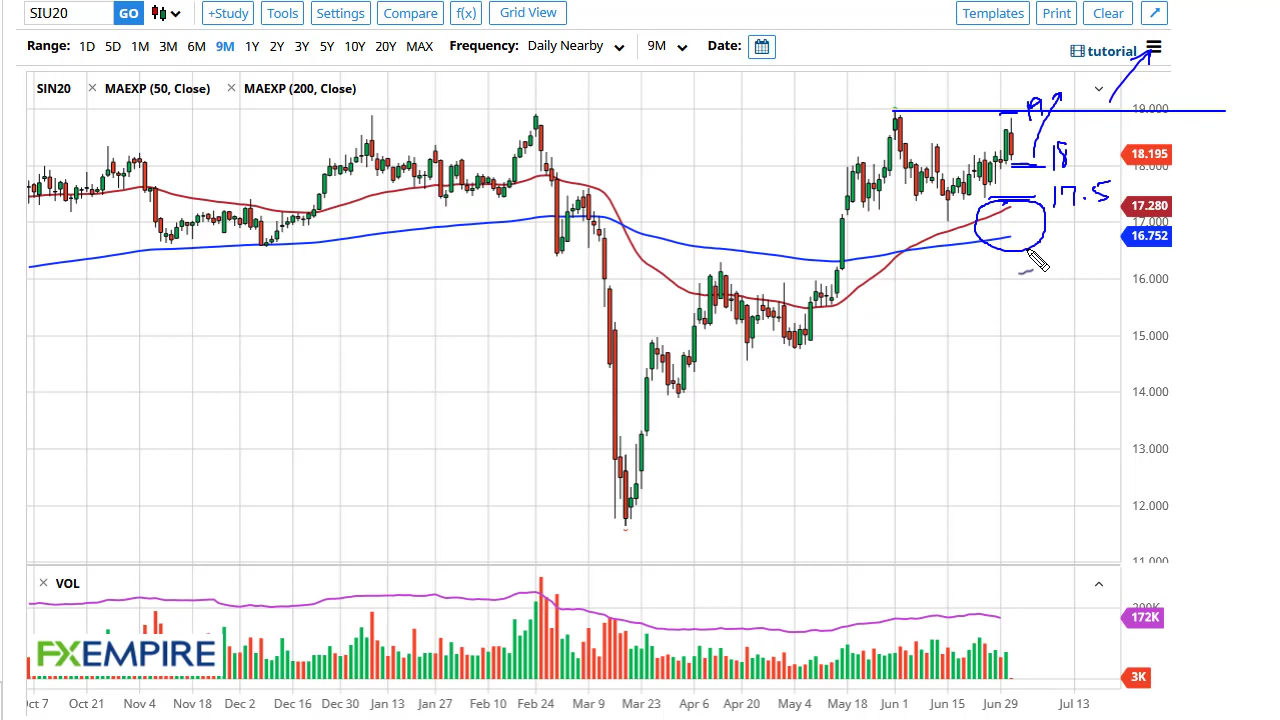 SIU20 GO +Study Tools Settings Compare f(x) Grid View Templates Print Clear
Range: 1D 5D 1M 3M 6M 9M 1Y 2Y 3Y 5Y 10Y 20Y MAX Frequency: Daily Nearby 9M Date: tutorial
SIN20 × MAEXP (50, Close) × MAEXP (200, Close)
19
19.000
18
18.195
18.000
17.5
17.280
17.000
16.752
16.000
15.000
14.000
13.000
12.000
11.000
× VOL
200K
172K
FXEMPIRE
3K
Oct 7 Oct 21 Nov 4 Nov 18 Dec 2 Dec 16 Dec 30 Jan 13 Jan 27 Feb 10 Feb 24 Mar 9 Mar 23 Apr 6 Apr 20 May 4 May 18 Jun 1 Jun 15 Jun 29 Jul 13